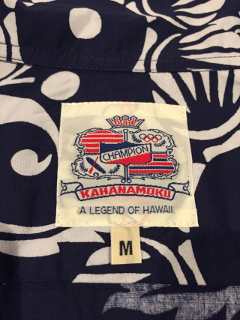 CHAMPION
KAHANAMOKU
A LEGEND OF HAWAII
M